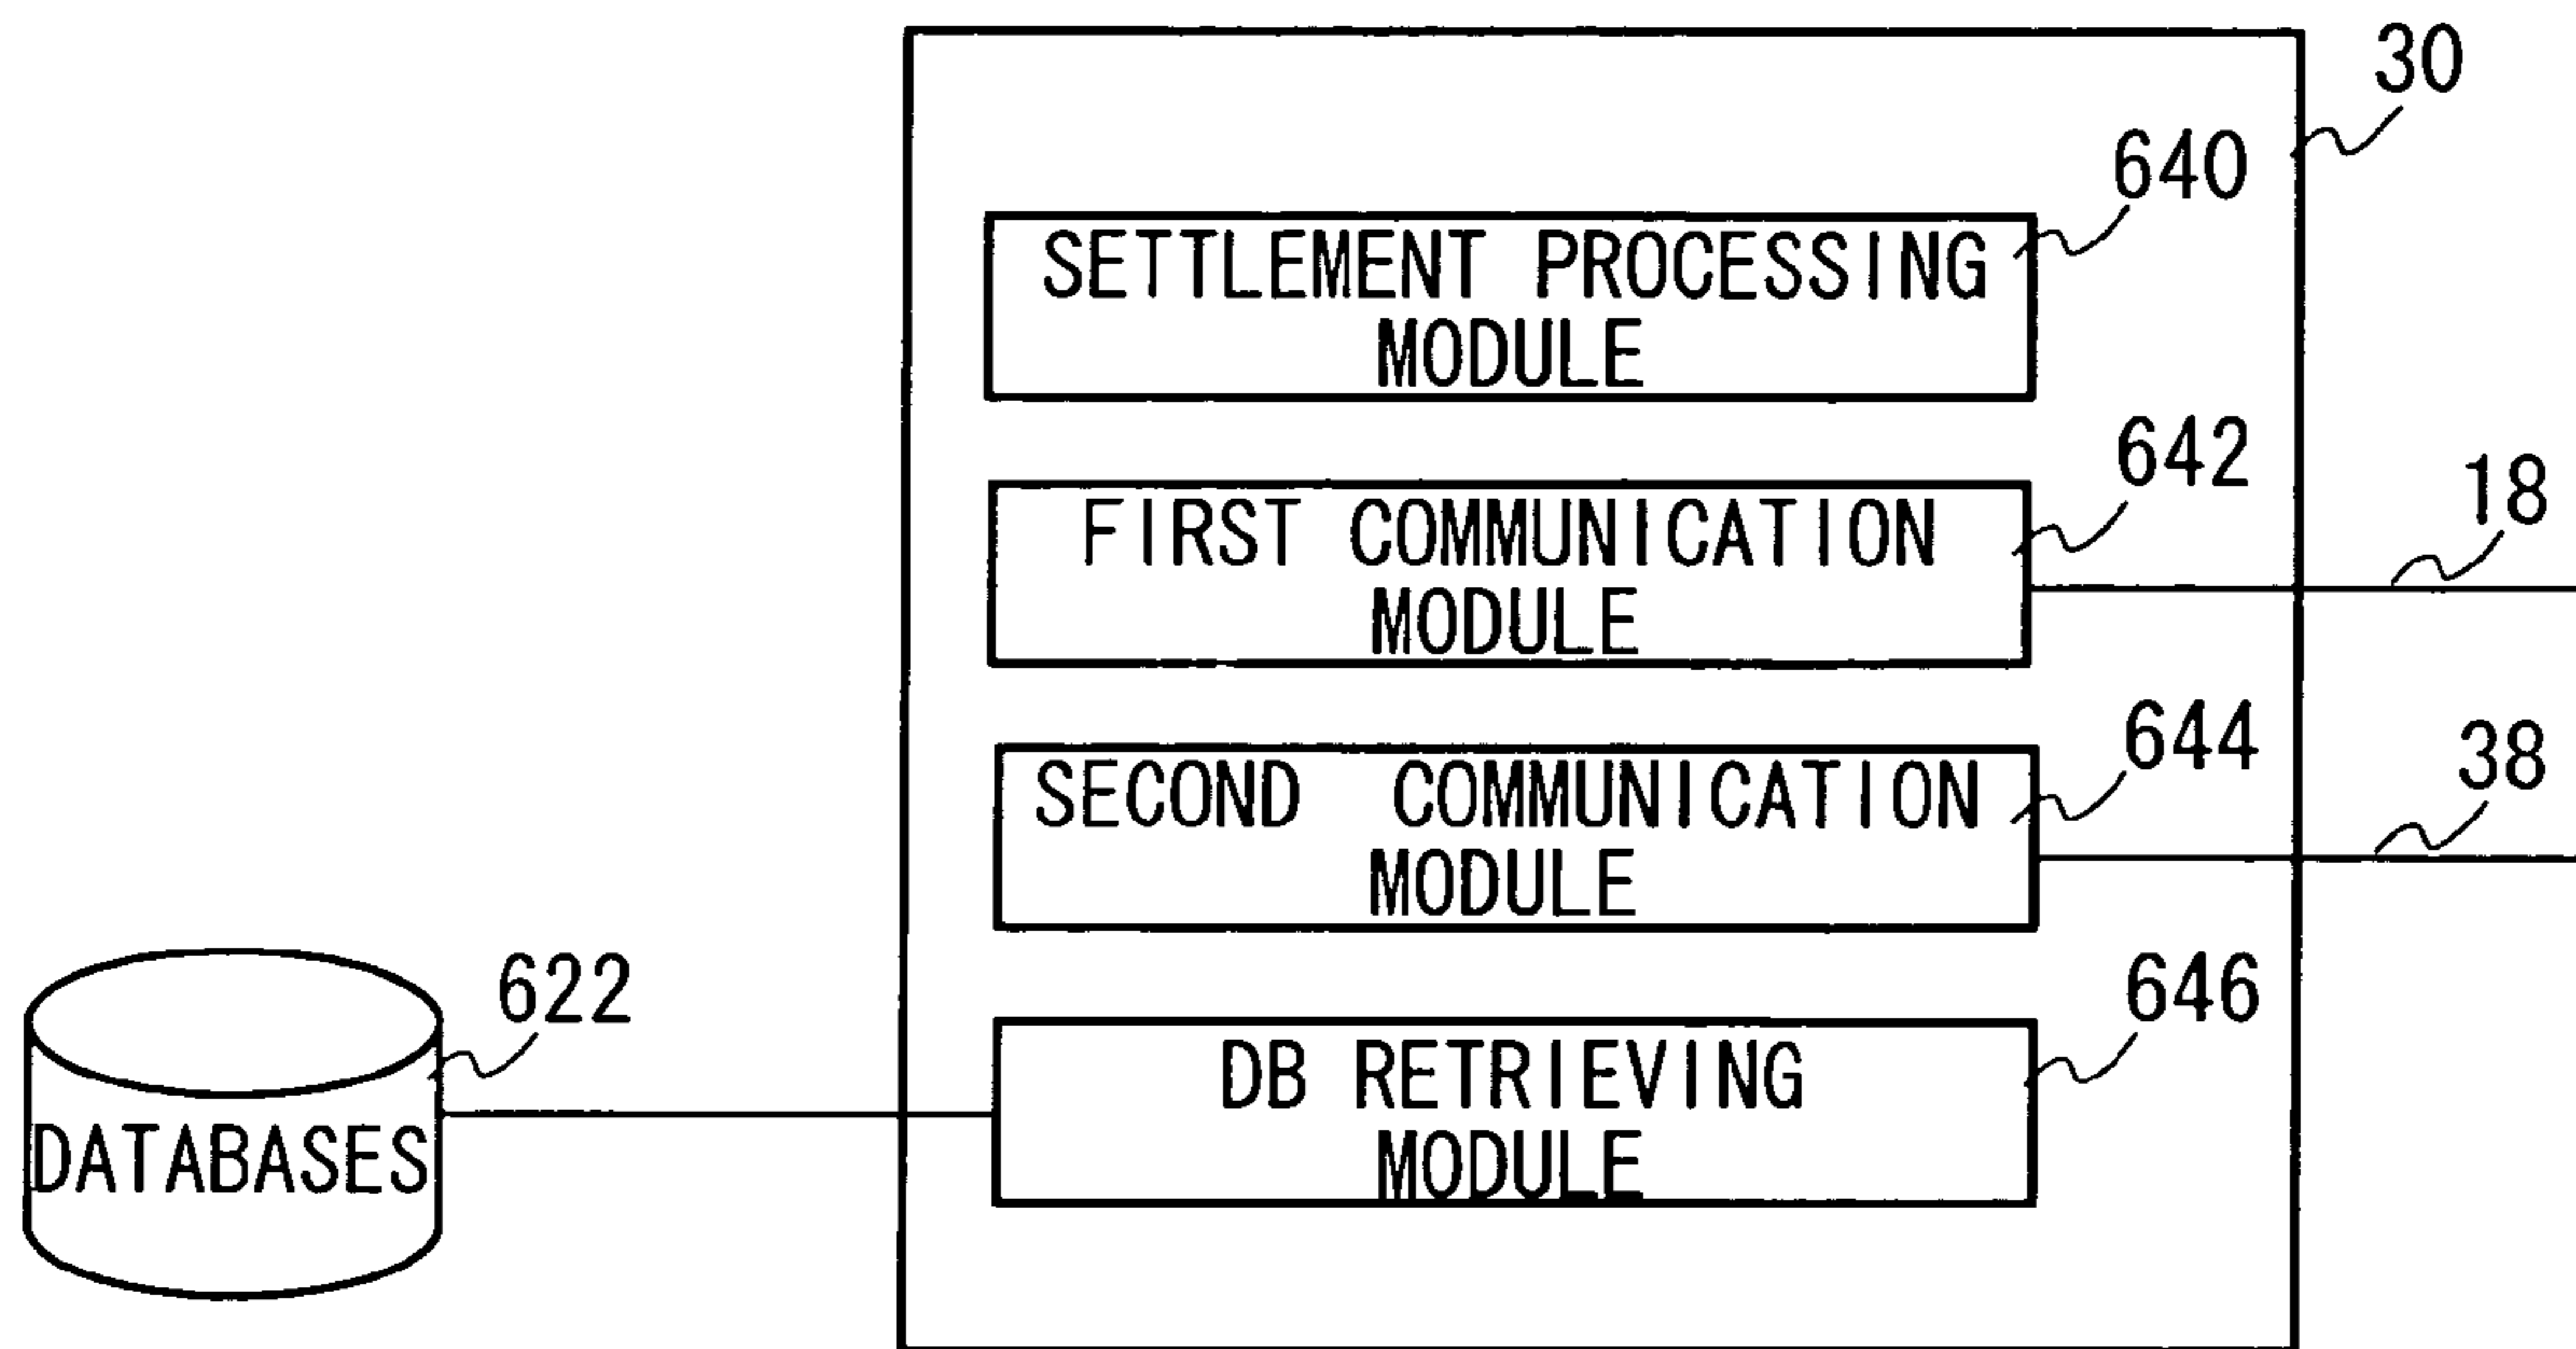 30
640
SETTLEMENT PROCESSING
MODULE
642
FIRST COMMUNICATION
MODULE
18
644
SECOND COMMUNICATION
MODULE
38
622
DATABASES
646
DB RETRIEVING
MODULE